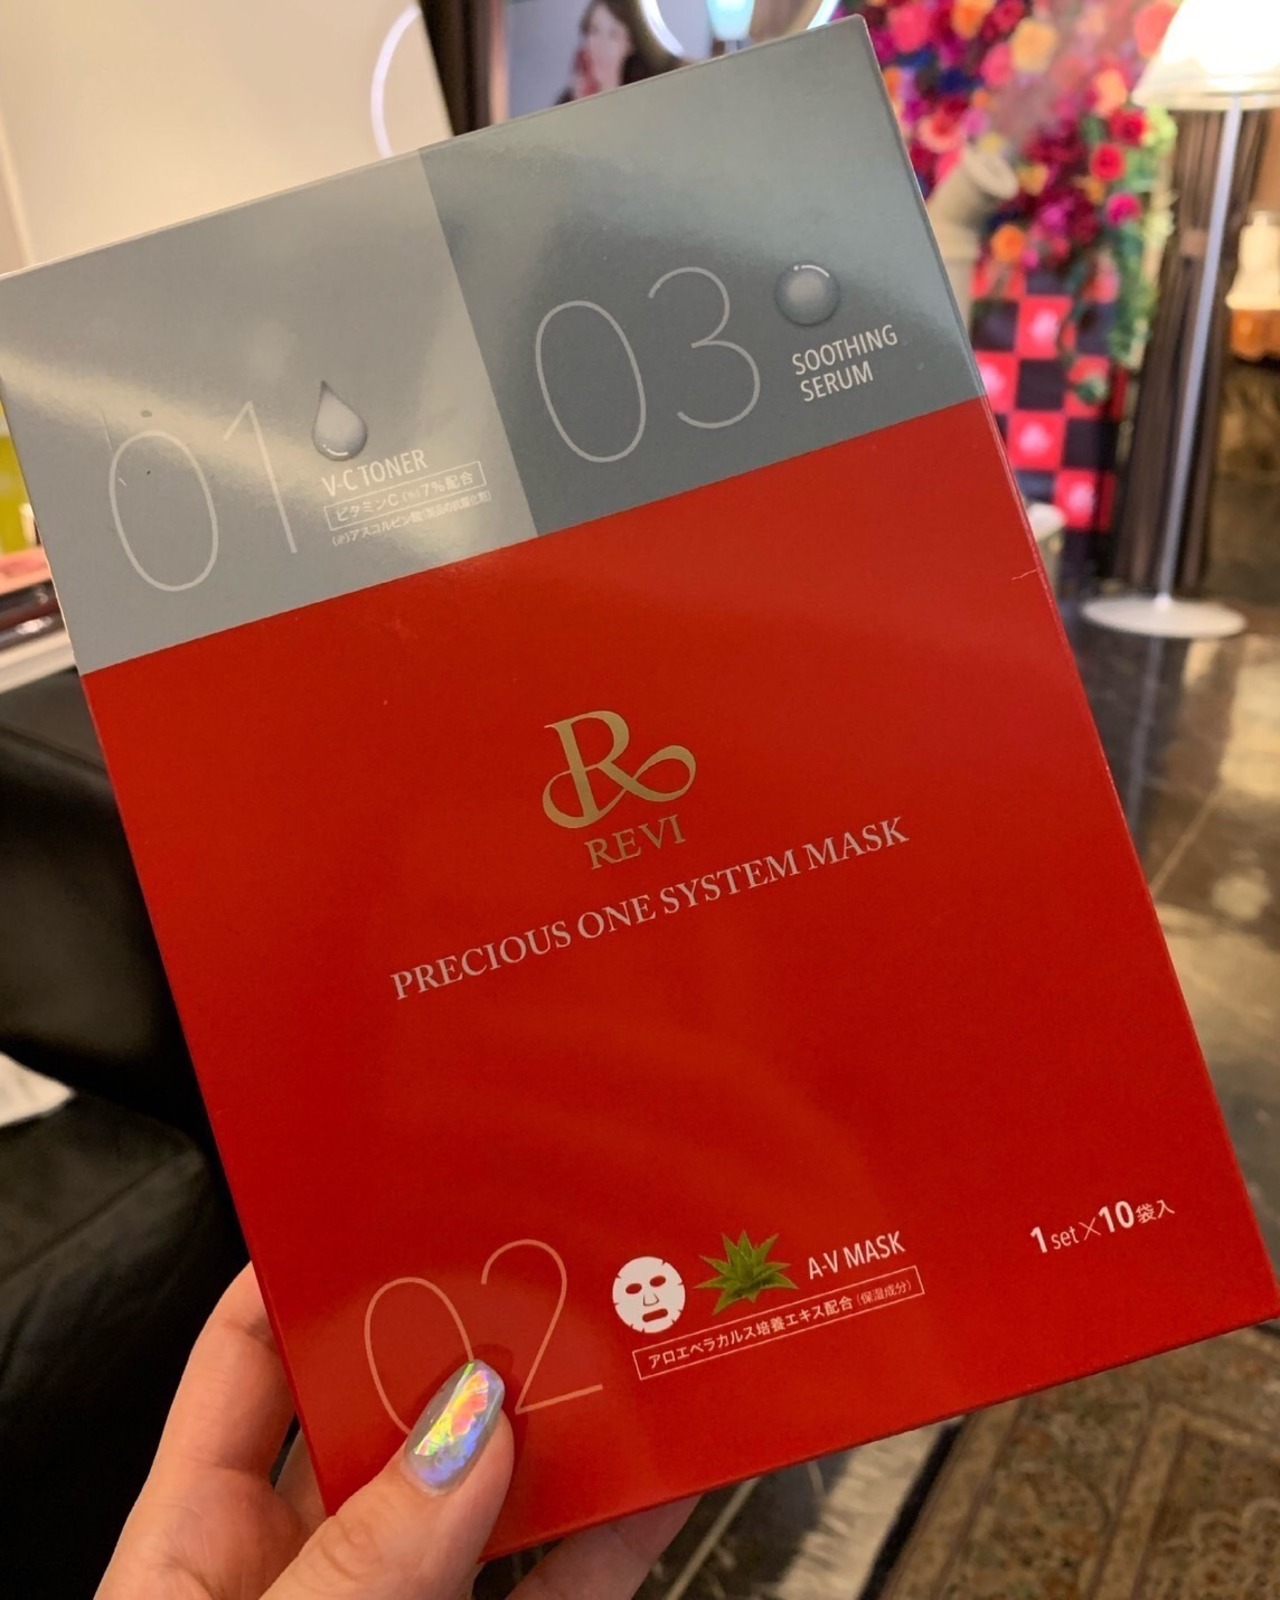 01
V-C TONER
ビタミンC(※)7%配合
(※)アスコルビン酸(製品の抗酸化剤)
03
SOOTHING
SERUM
R
REVI
PRECIOUS ONE SYSTEM MASK
02
A-V MASK
アロエベラカルス培養エキス配合(保湿成分)
1set×10袋入